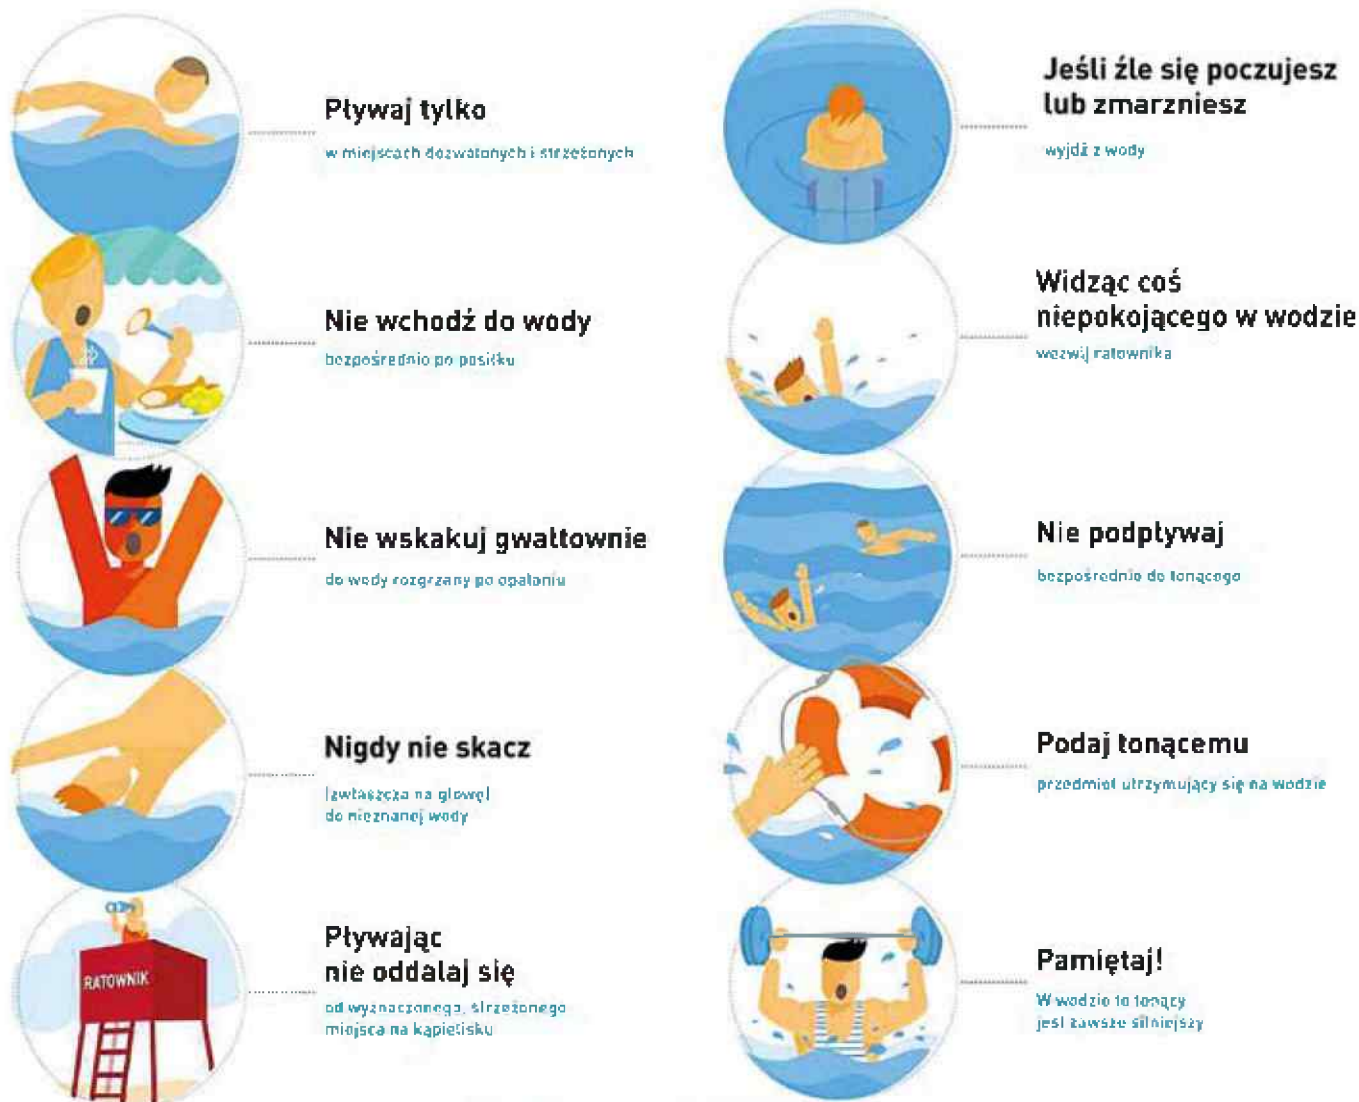 Pływaj tylko
w miejscach dozwolonych i strzeżonych
Nie wchodź do wody
bezpośrednio po posiłku
Nie wskakuj gwałtownie
do wody rozgrzany po opalaniu
Nigdy nie skacz
(zwłaszcza na głowę)
do nieznanej wody
RATOWNIK
Pływając
nie oddalaj się
od wyznaczonego, strzeżonego
miejsca na kąpielisku
Jeśli źle się poczujesz
lub zmarzniesz
wyjdź z wody
Widząc coś
niepokojącego w wodzie
wezwij ratownika
Nie podpływaj
bezpośrednio do tonącego
Podaj tonącemu
przedmiot utrzymujący się na wodzie
Pamiętaj!
W wodzie to tonący
jest zawsze silniejszy